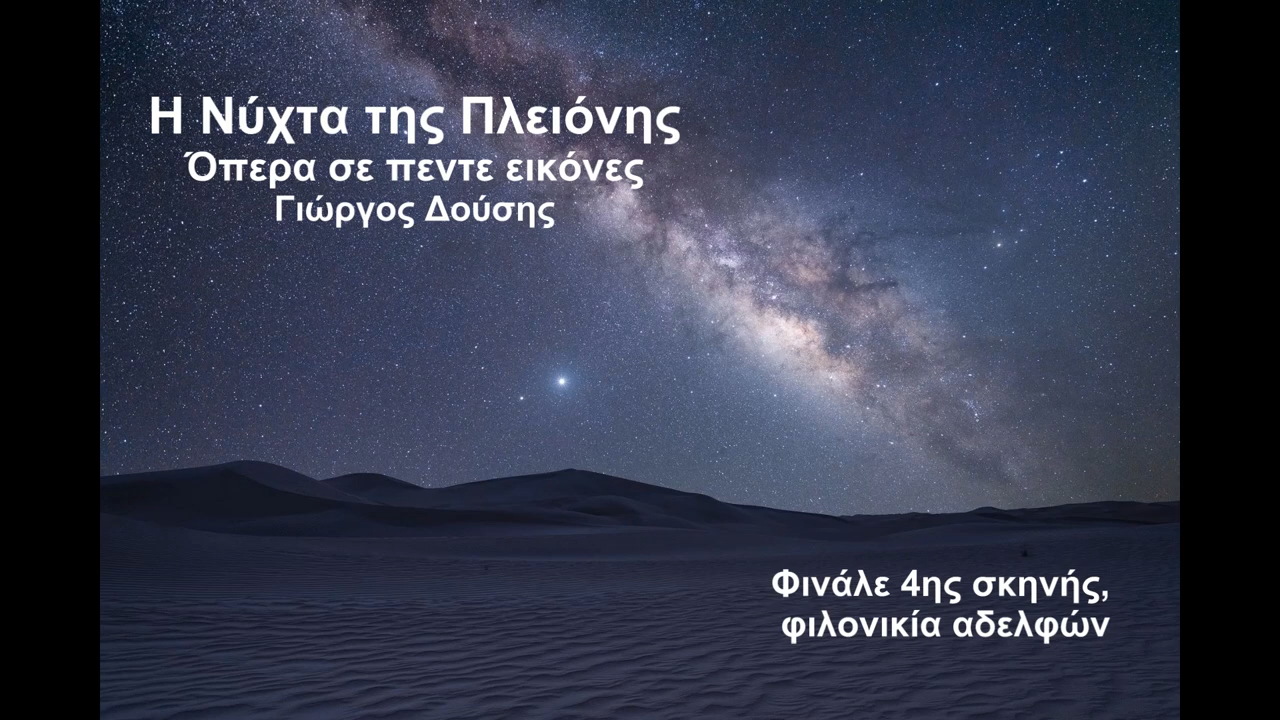 Η Νύχτα της Πλειόνης
Όπερα σε πεντε εικόνες
Γιώργος Δούσης
Φινάλε 4ης σκηνής,
φιλονικία αδελφών